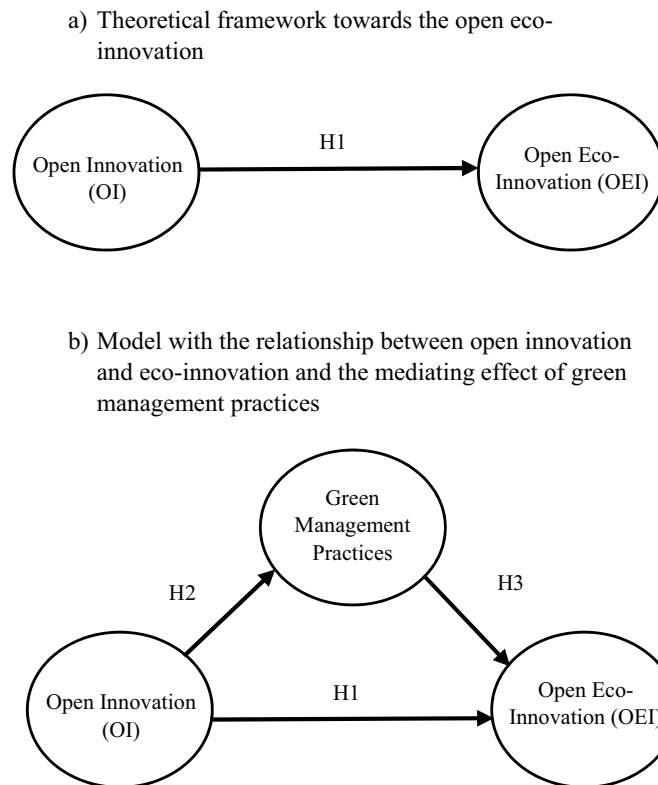 a) Theoretical framework towards the open eco-
innovation
H1
Open Innovation
(OI)
Open Eco-
Innovation (OEI)
b) Model with the relationship between open innovation
and eco-innovation and the mediating effect of green
management practices
Green
Management
Practices
H2
H3
Open Innovation
(OI)
H1
Open Eco-
Innovation (OEI)